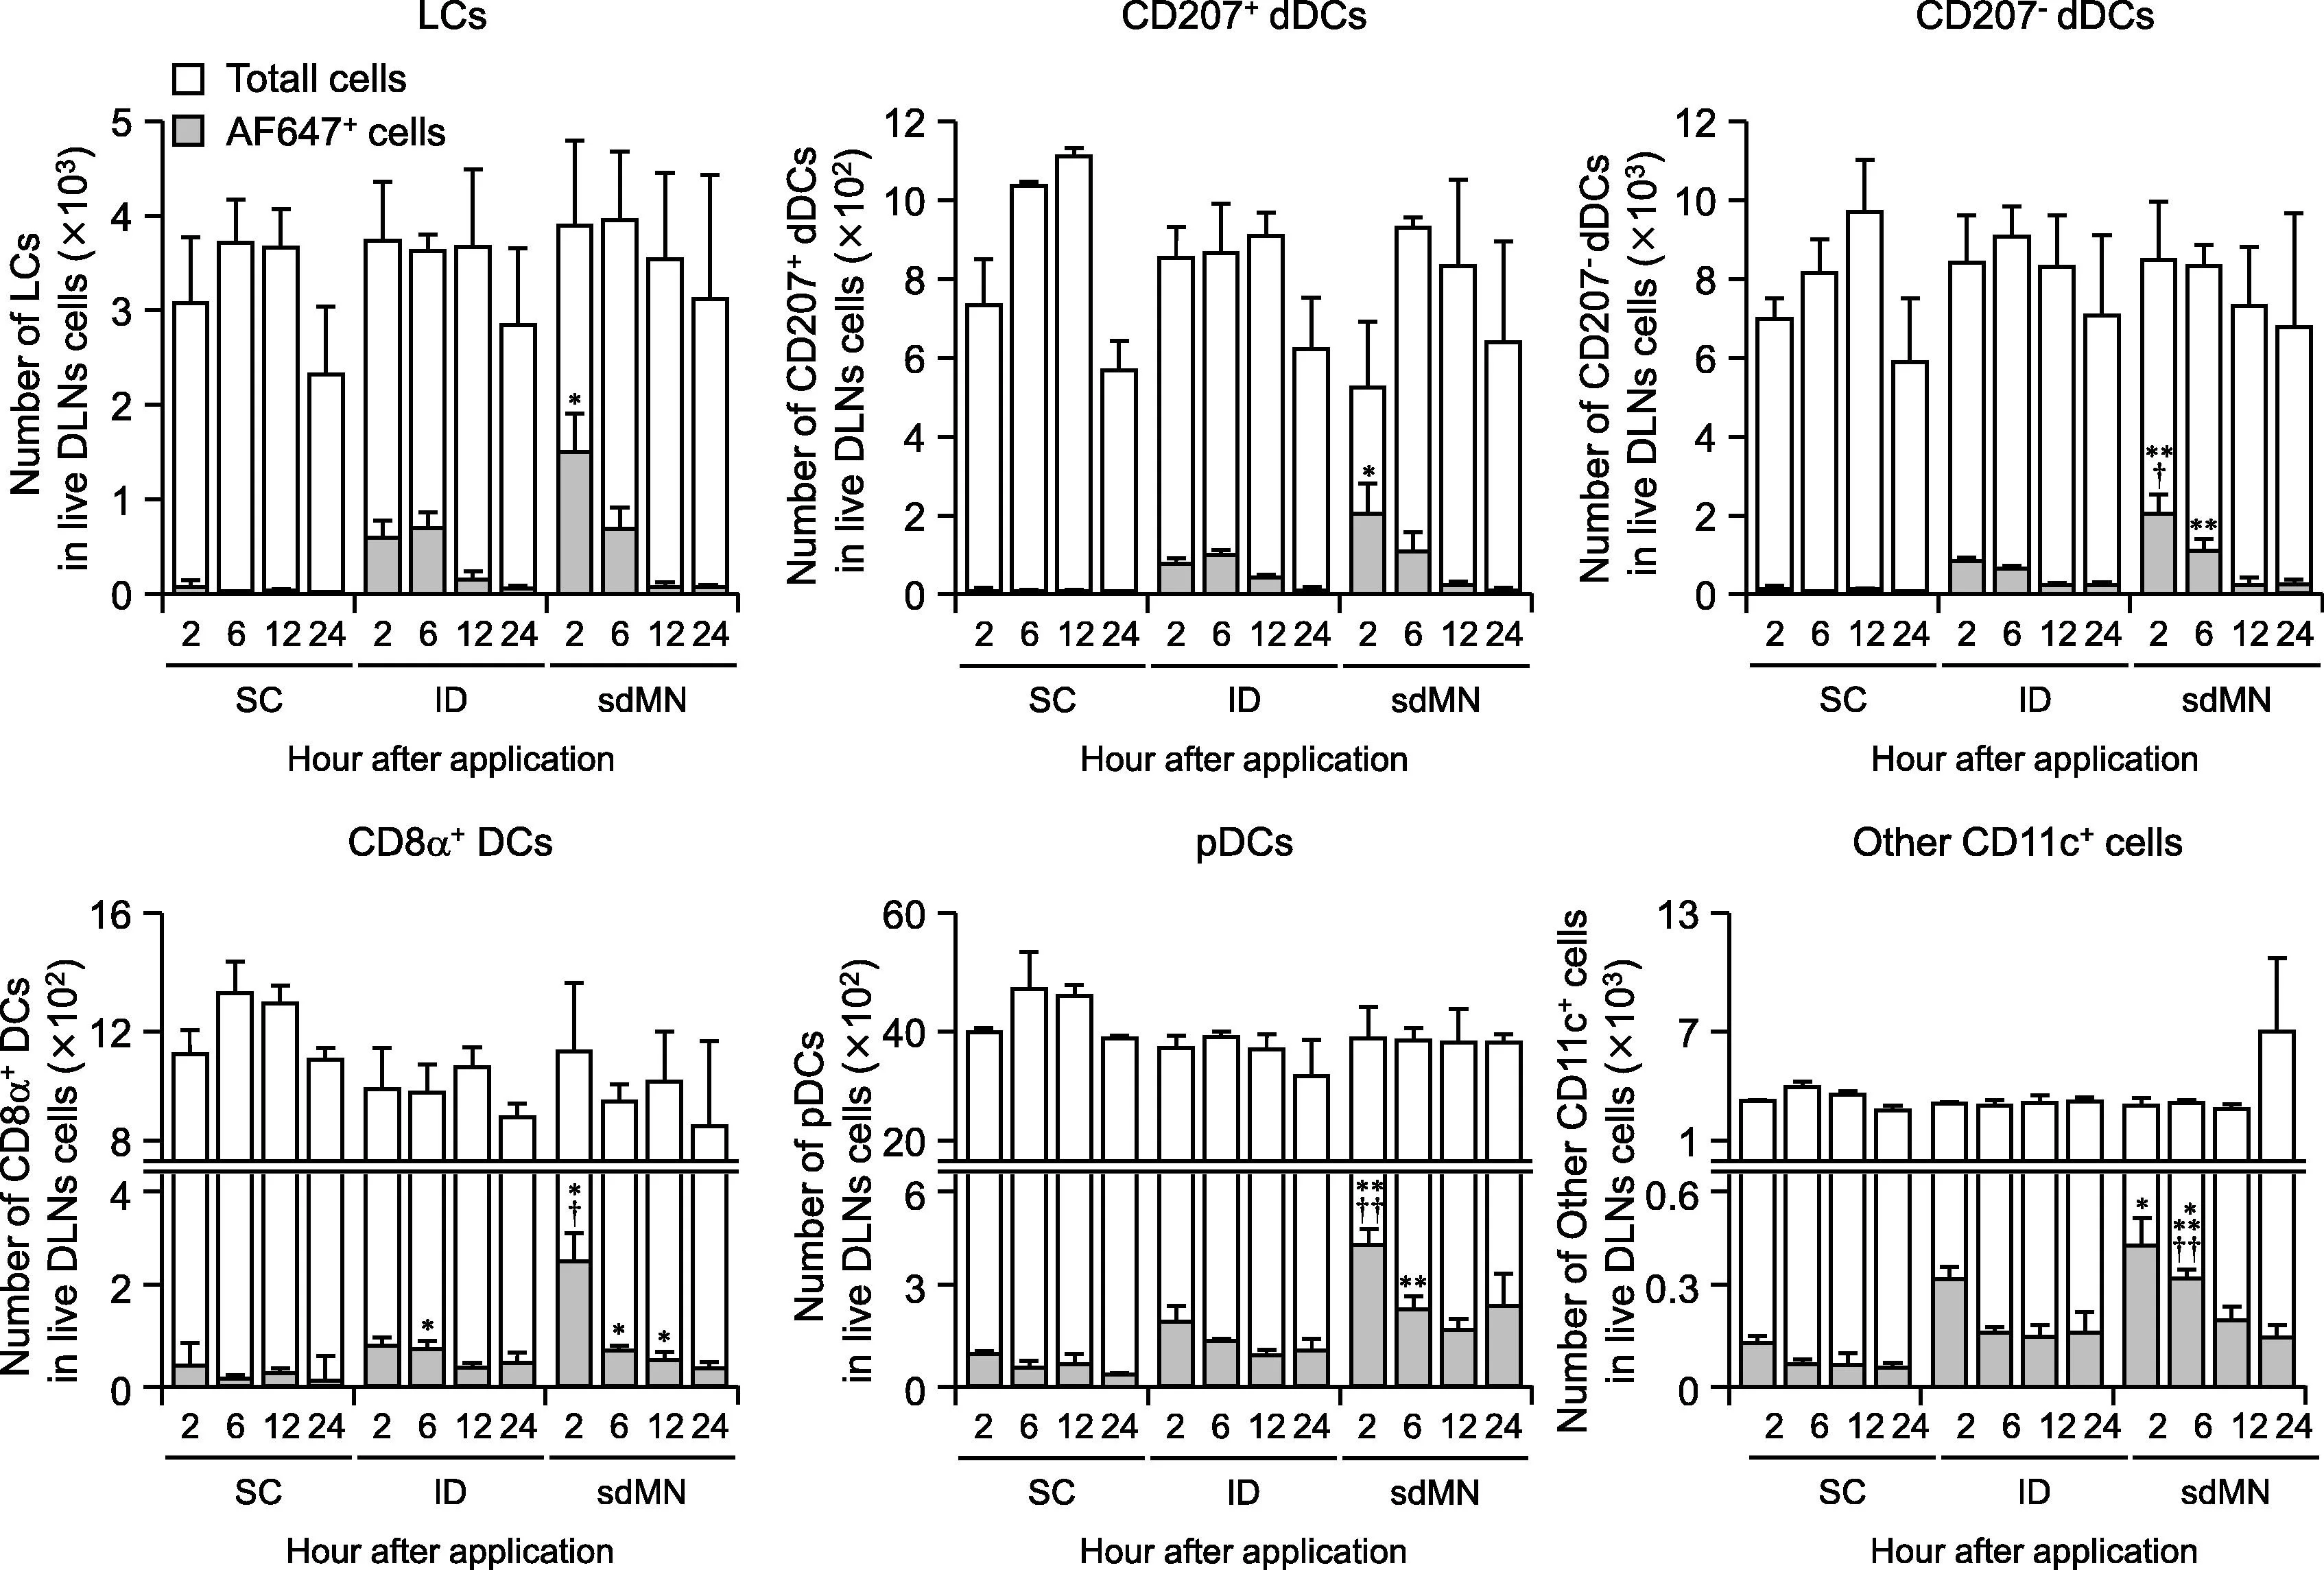 LCs
Totall cells
AF647⁺ cells
Number of LCs
in live DLNs cells (×10³)
5
4
3
2
1
0
*
2 6 12 24 2 6 12 24 2 6 12 24
SC ID sdMN
Hour after application
CD207⁺ dDCs
Number of CD207⁺ dDCs
in live DLNs cells (×10²)
12
10
8
6
4
2
0
*
2 6 12 24 2 6 12 24 2 6 12 24
SC ID sdMN
Hour after application
CD207⁻ dDCs
Number of CD207⁻ dDCs
in live DLNs cells (×10³)
12
10
8
6
4
2
0
**
†
**
2 6 12 24 2 6 12 24 2 6 12 24
SC ID sdMN
Hour after application
CD8α⁺ DCs
Number of CD8α⁺ DCs
in live DLNs cells (×10²)
16
12
8
4
2
0
*
*
†
*
*
2 6 12 24 2 6 12 24 2 6 12 24
SC ID sdMN
Hour after application
pDCs
Number of pDCs
in live DLNs cells (×10²)
60
40
20
6
3
0
**
††
**
2 6 12 24 2 6 12 24 2 6 12 24
SC ID sdMN
Hour after application
Other CD11c⁺ cells
Number of Other CD11c⁺ cells
in live DLNs cells (×10³)
13
7
1
0.6
0.3
0
*
*
**
††
2 6 12 24 2 6 12 24 2 6 12 24
SC ID sdMN
Hour after application